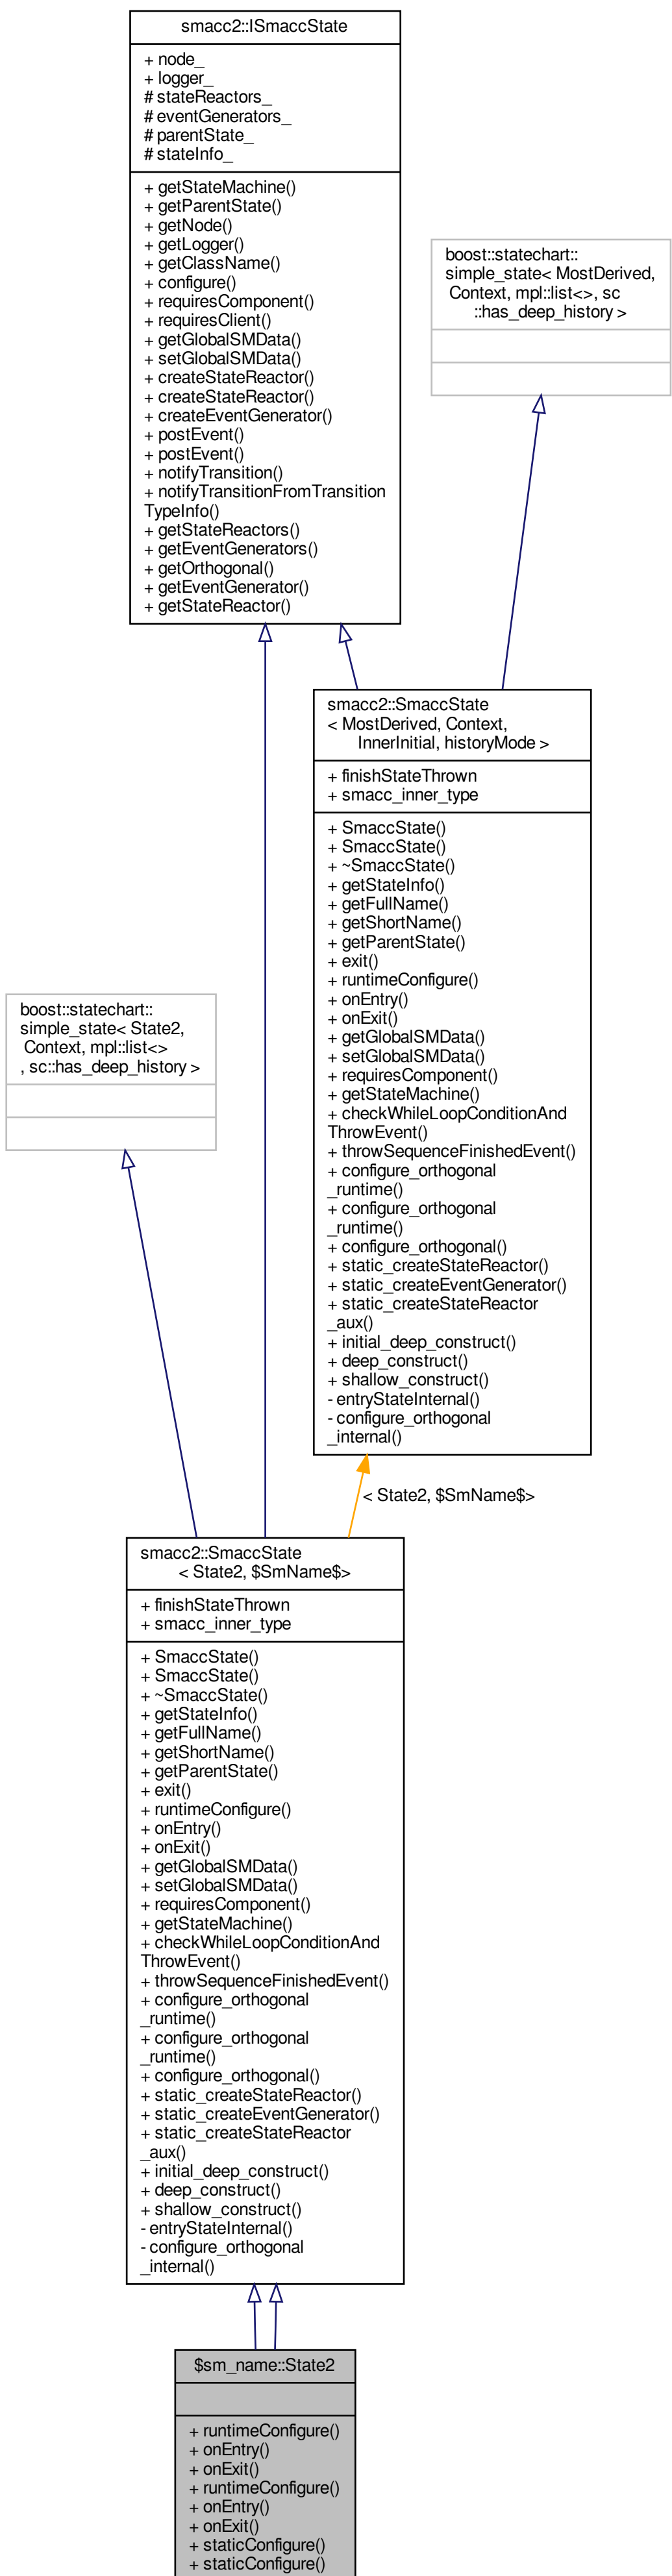 smacc2::ISmaccState
+ node_
+ logger_
# stateReactors_
# eventGenerators_
# parentState_
# stateInfo_
+ getStateMachine()
+ getParentState()
+ getNode()
+ getLogger()
+ getClassName()
+ configure()
+ requiresComponent()
+ requiresClient()
+ getGlobalSMData()
+ setGlobalSMData()
+ createStateReactor()
+ createStateReactor()
+ createEventGenerator()
+ postEvent()
+ postEvent()
+ notifyTransition()
+ notifyTransitionFromTransition
TypeInfo()
+ getStateReactors()
+ getEventGenerators()
+ getOrthogonal()
+ getEventGenerator()
+ getStateReactor()
boost::statechart::
simple_state< MostDerived,
Context, mpl::list<>, sc
::has_deep_history >
smacc2::SmaccState
< MostDerived, Context,
InnerInitial, historyMode >
+ finishStateThrown
+ smacc_inner_type
+ SmaccState()
+ SmaccState()
+ ~SmaccState()
+ getStateInfo()
+ getFullName()
+ getShortName()
+ getParentState()
+ exit()
+ runtimeConfigure()
+ onEntry()
+ onExit()
+ getGlobalSMData()
+ setGlobalSMData()
+ requiresComponent()
+ getStateMachine()
+ checkWhileLoopConditionAnd
ThrowEvent()
+ throwSequenceFinishedEvent()
+ configure_orthogonal
_runtime()
+ configure_orthogonal
_runtime()
+ configure_orthogonal()
+ static_createStateReactor()
+ static_createEventGenerator()
+ static_createStateReactor
_aux()
+ initial_deep_construct()
+ deep_construct()
+ shallow_construct()
- entryStateInternal()
- configure_orthogonal
_internal()
boost::statechart::
simple_state< State2,
Context, mpl::list<>
, sc::has_deep_history >
< State2, $SmName$>
smacc2::SmaccState
< State2, $SmName$>
+ finishStateThrown
+ smacc_inner_type
+ SmaccState()
+ SmaccState()
+ ~SmaccState()
+ getStateInfo()
+ getFullName()
+ getShortName()
+ getParentState()
+ exit()
+ runtimeConfigure()
+ onEntry()
+ onExit()
+ getGlobalSMData()
+ setGlobalSMData()
+ requiresComponent()
+ getStateMachine()
+ checkWhileLoopConditionAnd
ThrowEvent()
+ throwSequenceFinishedEvent()
+ configure_orthogonal
_runtime()
+ configure_orthogonal
_runtime()
+ configure_orthogonal()
+ static_createStateReactor()
+ static_createEventGenerator()
+ static_createStateReactor
_aux()
+ initial_deep_construct()
+ deep_construct()
+ shallow_construct()
- entryStateInternal()
- configure_orthogonal
_internal()
$sm_name::State2
+ runtimeConfigure()
+ onEntry()
+ onExit()
+ runtimeConfigure()
+ onEntry()
+ onExit()
+ staticConfigure()
+ staticConfigure()